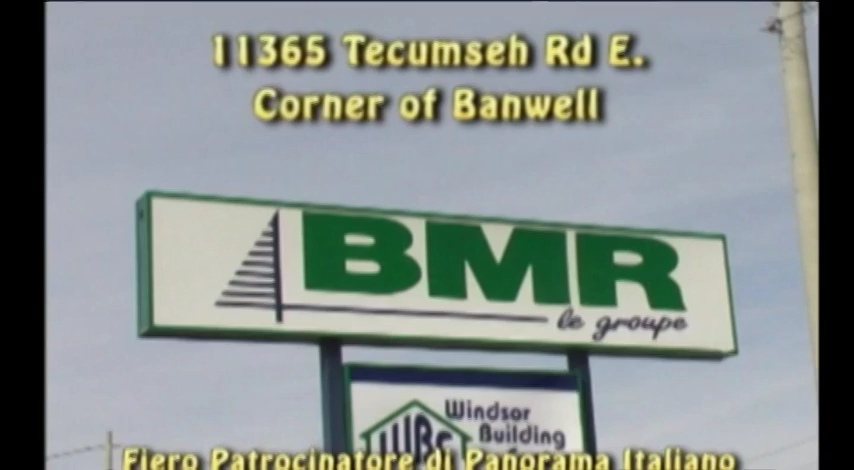 11365 Tecumseh Rd E.
Corner of Banwell
BMR
le groupe
Windsor
Building
WBS
Fiero Patrocinatore di Panorama Italiano